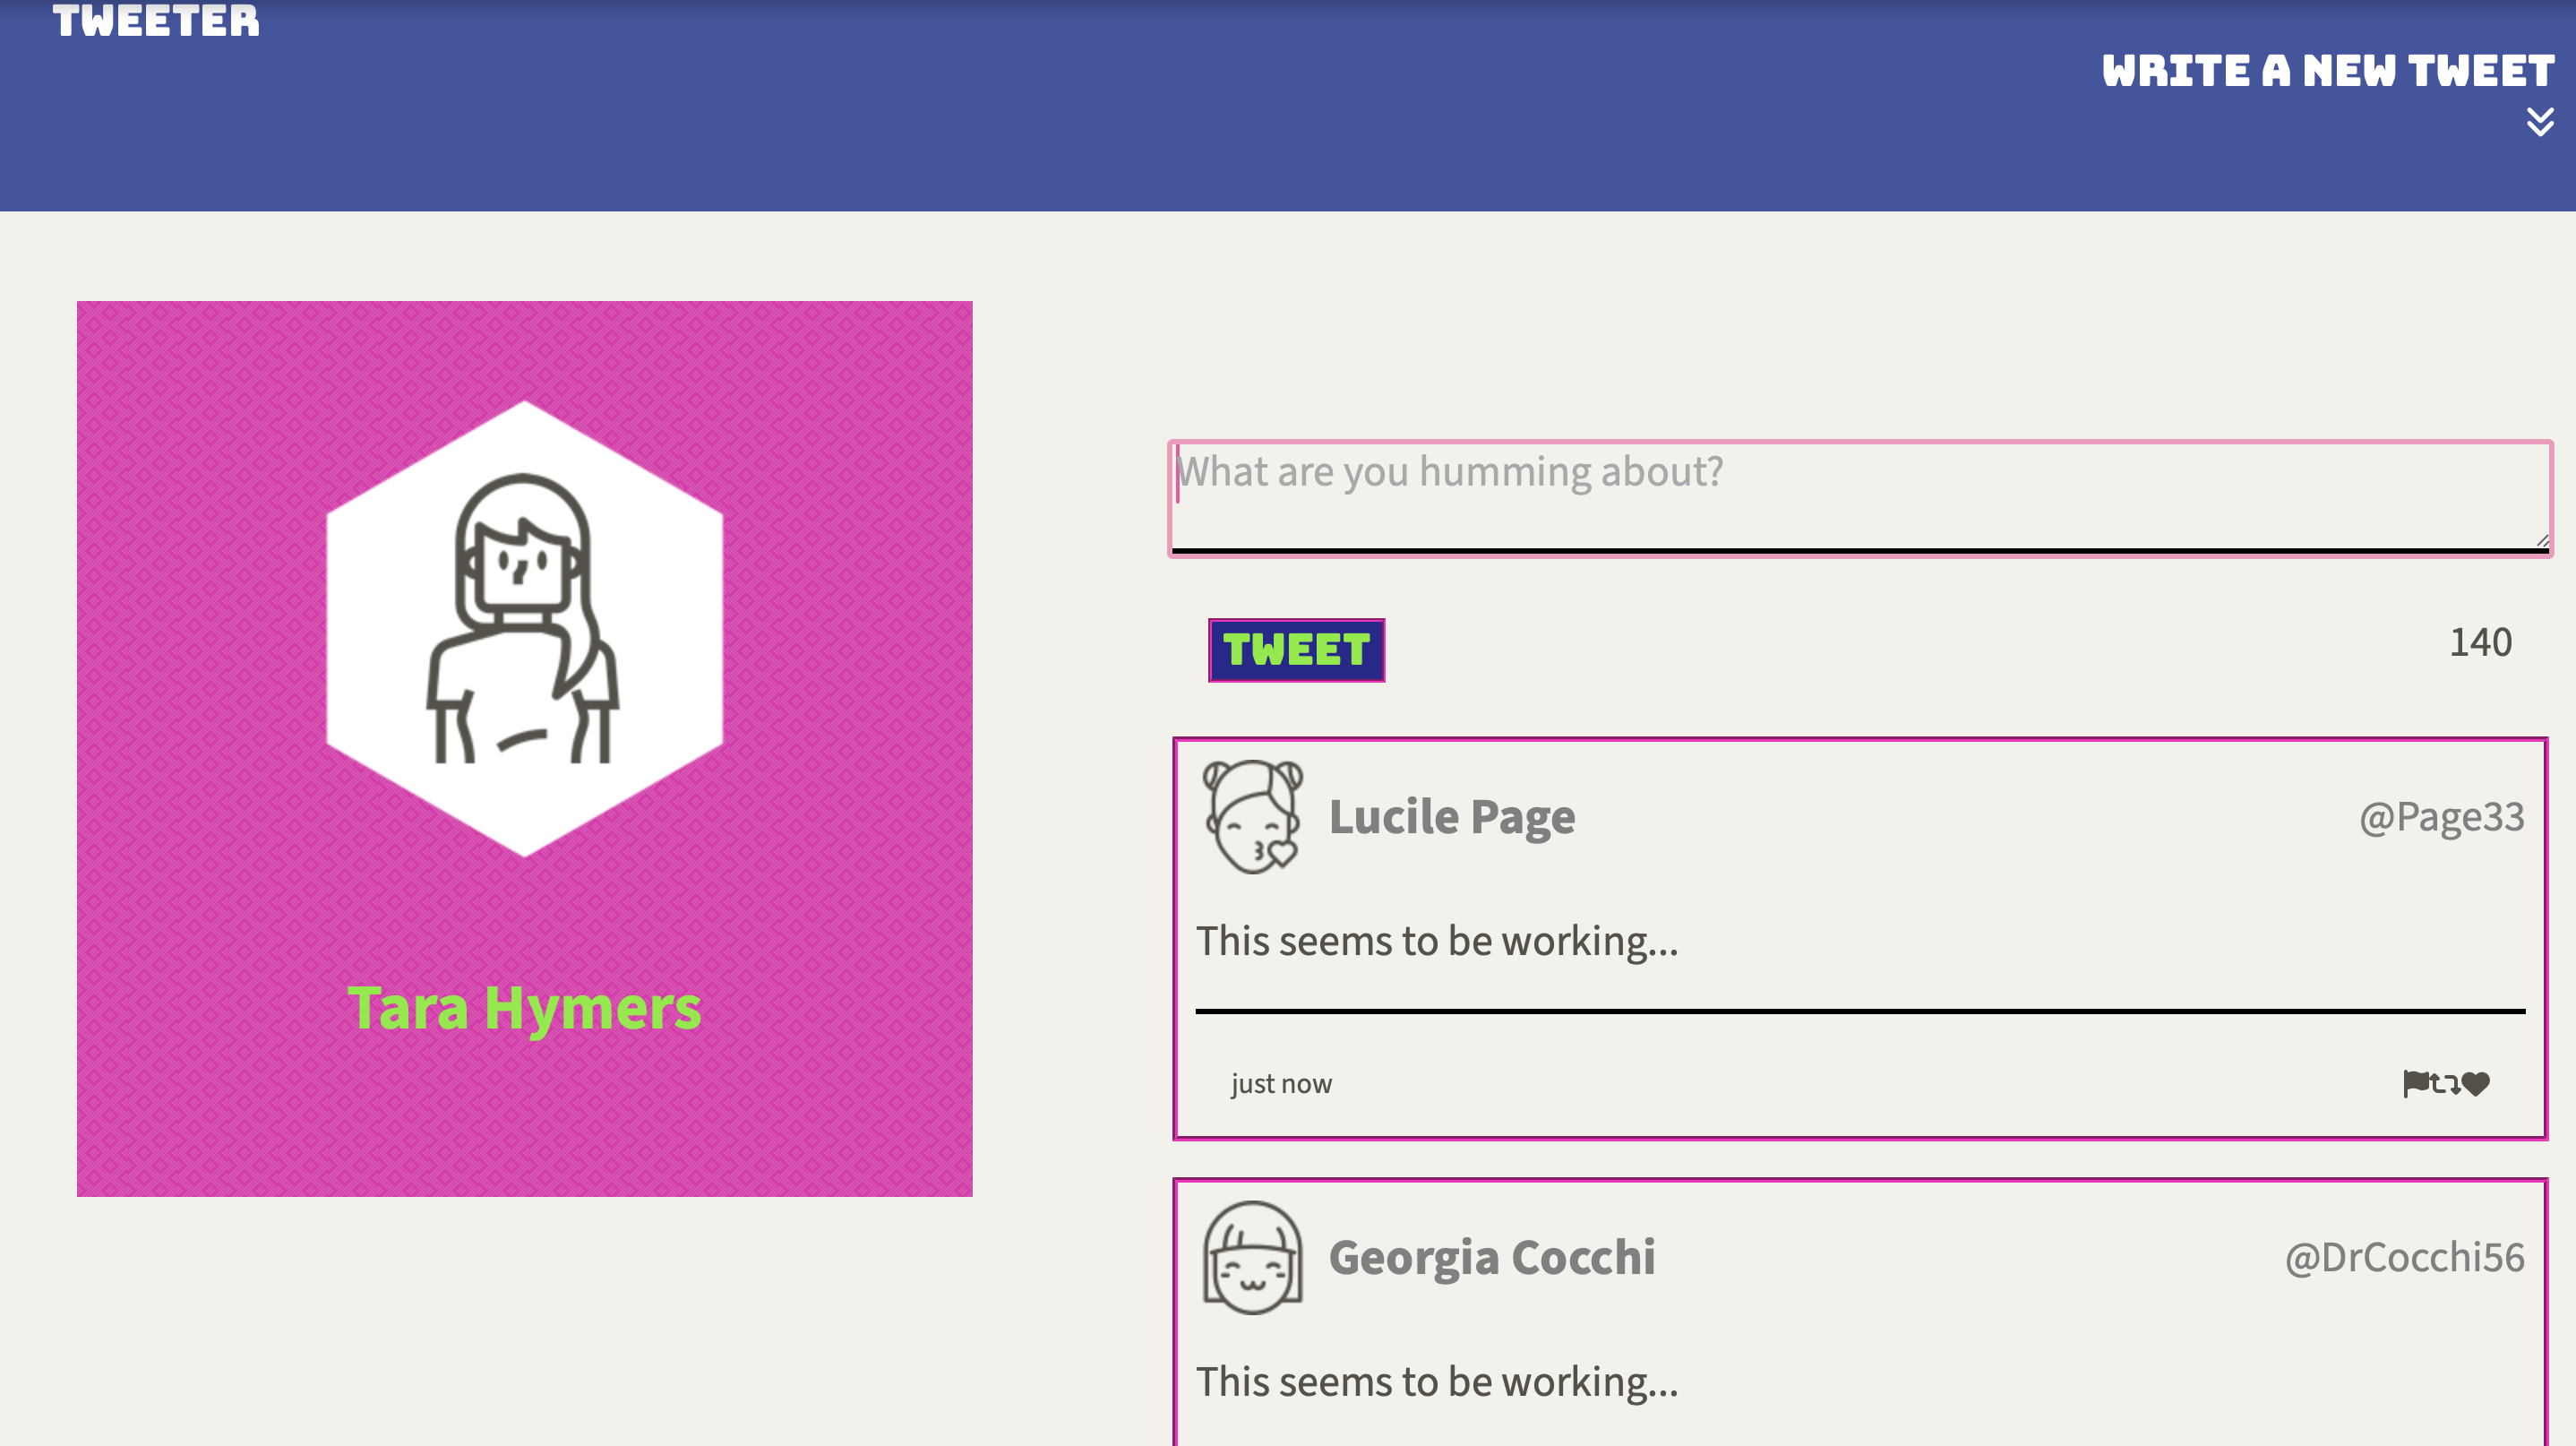 TWEETER
WRITE A NEW TWEET
What are you humming about?
TWEET
140
Tara Hymers
Lucile Page
@Page33
This seems to be working...
just now
Georgia Cocchi
@DrCocchi56
This seems to be working...